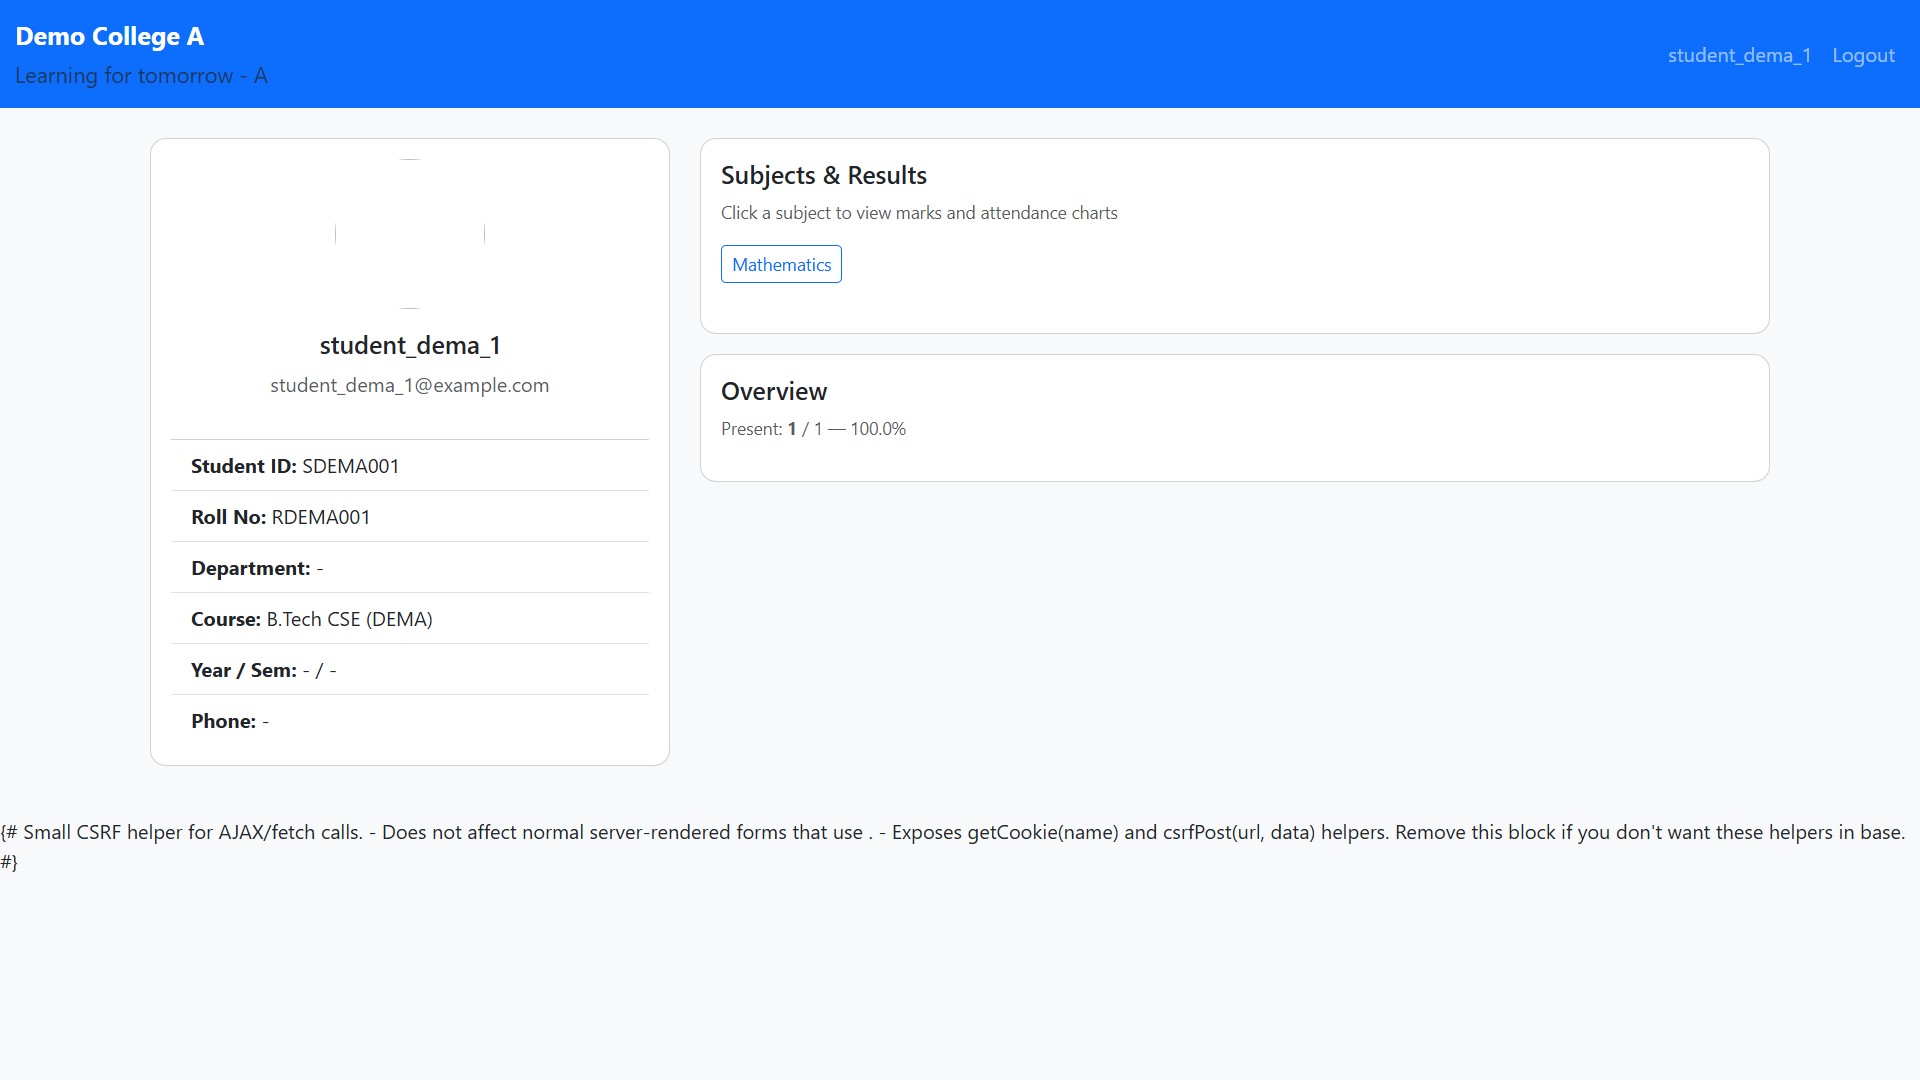 Demo College A
Learning for tomorrow - A
student_dema_1 Logout
student_dema_1
student_dema_1@example.com
Student ID: SDEMA001
Roll No: RDEMA001
Department: -
Course: B.Tech CSE (DEMA)
Year / Sem: - / -
Phone: -
Subjects & Results
Click a subject to view marks and attendance charts
Mathematics
Overview
Present: 1 / 1 — 100.0%
{# Small CSRF helper for AJAX/fetch calls. - Does not affect normal server-rendered forms that use . - Exposes getCookie(name) and csrfPost(url, data) helpers. Remove this block if you don't want these helpers in base.
#}